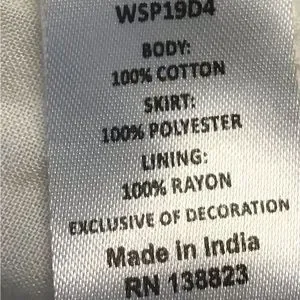 WSP19D4
BODY:
100% COTTON
SKIRT:
100% POLYESTER
LINING:
100% RAYON
EXCLUSIVE OF DECORATION
Made in India
RN 138823